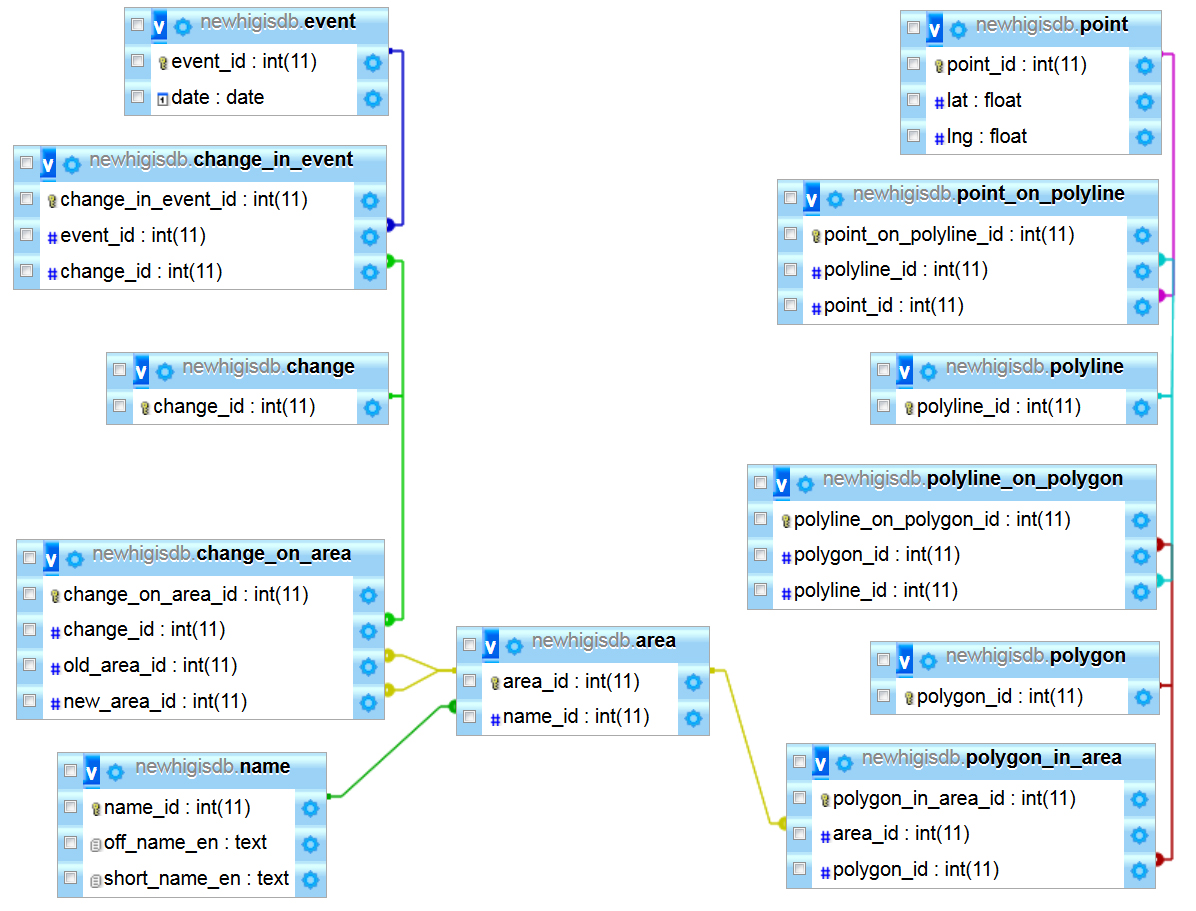 newhigisdb.event
event_id : int(11)
date : date
newhigisdb.change_in_event
change_in_event_id : int(11)
event_id : int(11)
change_id : int(11)
newhigisdb.change
change_id : int(11)
newhigisdb.change_on_area
change_on_area_id : int(11)
change_id : int(11)
old_area_id : int(11)
new_area_id : int(11)
newhigisdb.name
name_id : int(11)
off_name_en : text
short_name_en : text
newhigisdb.area
area_id : int(11)
name_id : int(11)
newhigisdb.point
point_id : int(11)
lat : float
lng : float
newhigisdb.point_on_polyline
point_on_polyline_id : int(11)
polyline_id : int(11)
point_id : int(11)
newhigisdb.polyline
polyline_id : int(11)
newhigisdb.polyline_on_polygon
polyline_on_polygon_id : int(11)
polygon_id : int(11)
polyline_id : int(11)
newhigisdb.polygon
polygon_id : int(11)
newhigisdb.polygon_in_area
polygon_in_area_id : int(11)
area_id : int(11)
polygon_id : int(11)